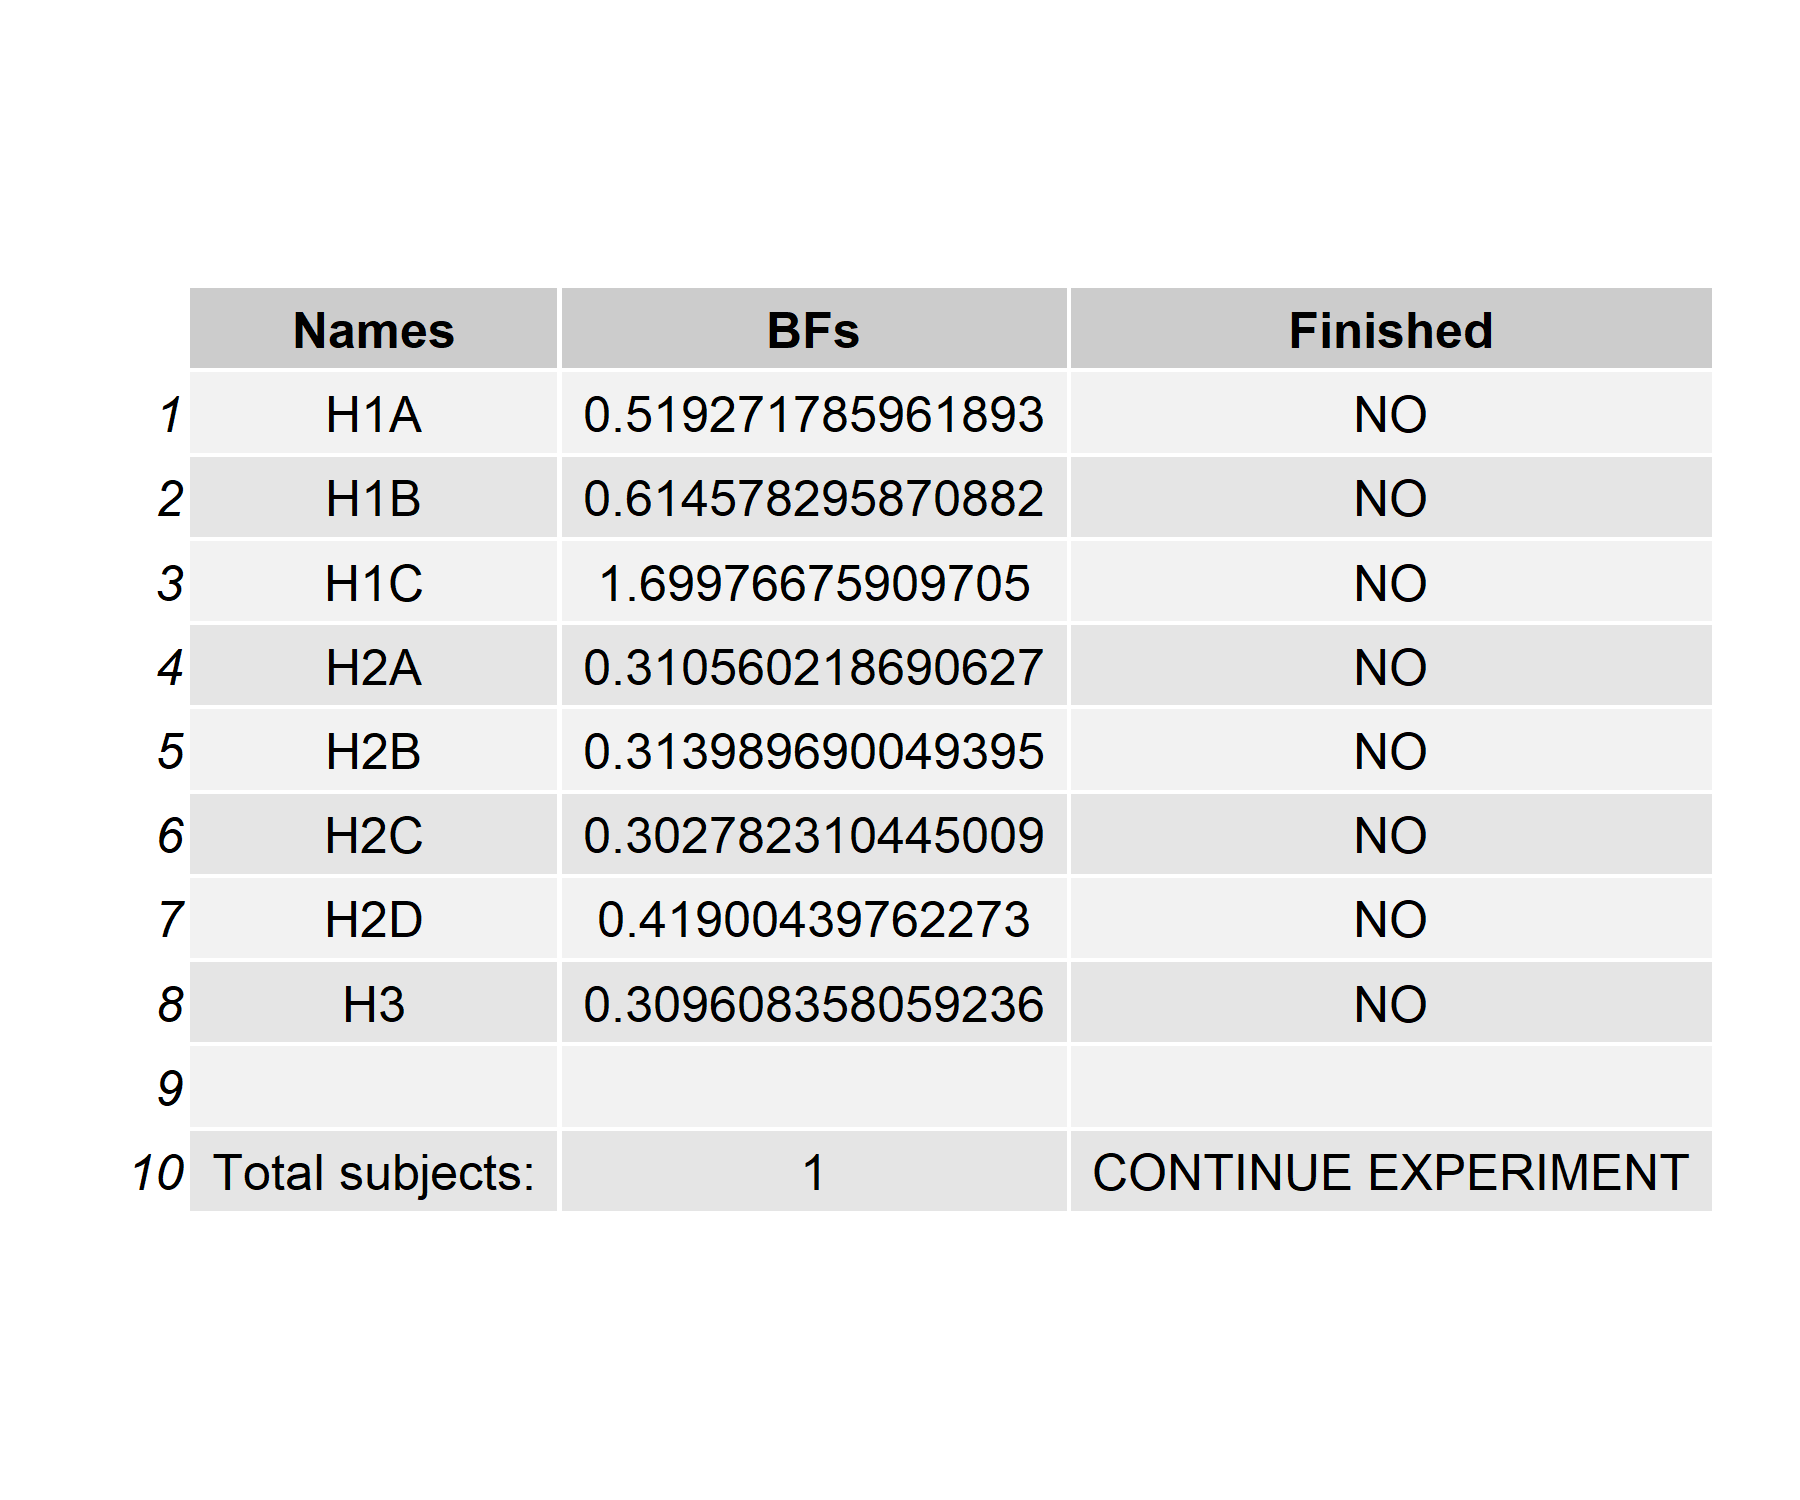 Names BFs Finished
1 H1A 0.519271785961893 NO
2 H1B 0.614578295870882 NO
3 H1C 1.69976675909705 NO
4 H2A 0.310560218690627 NO
5 H2B 0.313989690049395 NO
6 H2C 0.302782310445009 NO
7 H2D 0.41900439762273 NO
8 H3 0.309608358059236 NO
9
10 Total subjects: 1 CONTINUE EXPERIMENT